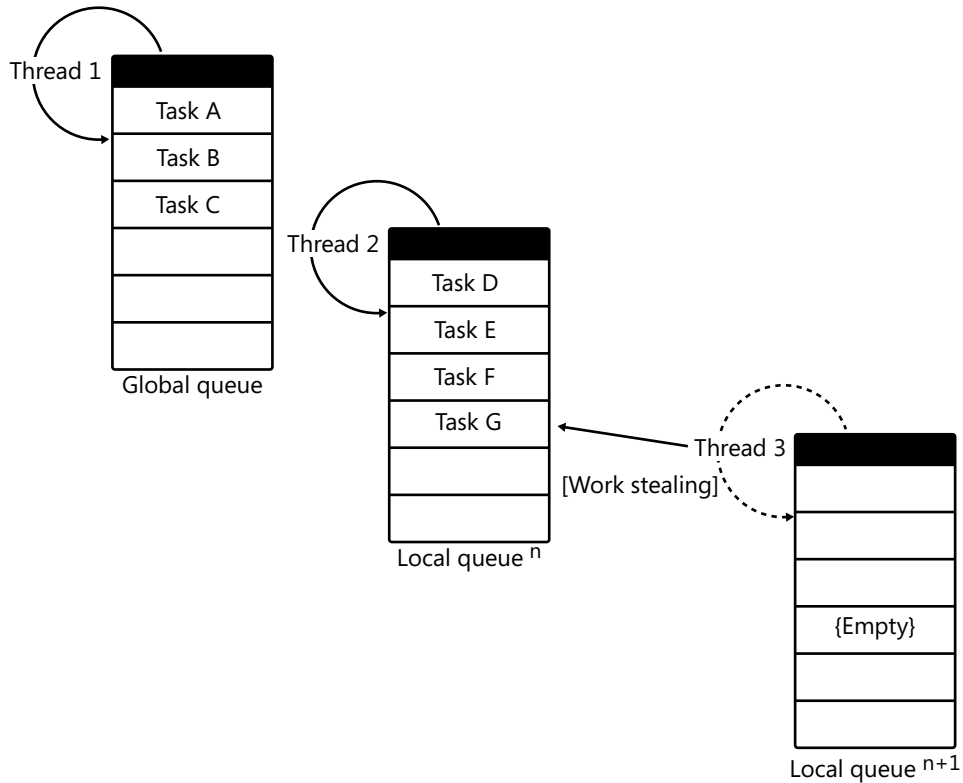 Thread 1
Task A
Task B
Task C
Global queue
Thread 2
Task D
Task E
Task F
Task G
Local queue n
Thread 3
[Work stealing]
{Empty}
Local queue n+1